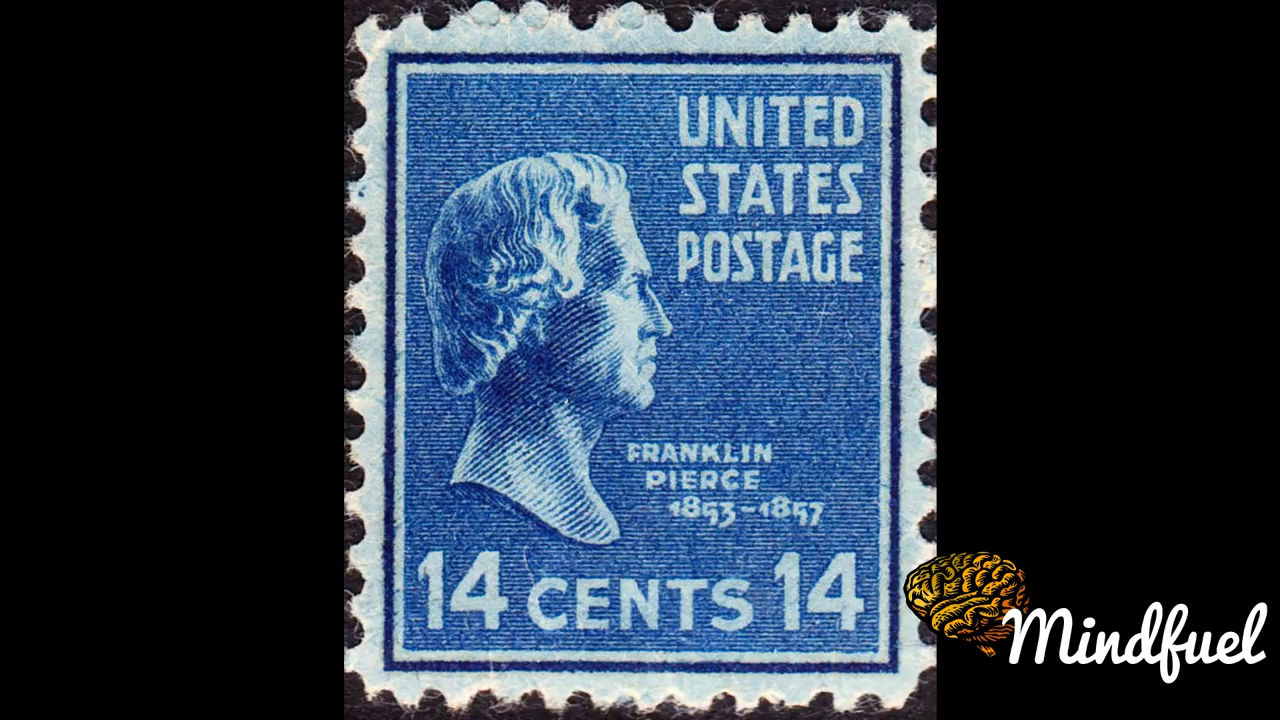 UNITED
STATES
POSTAGE
FRANKLIN
PIERCE
1853-1857
14 CENTS 14
Mindfuel